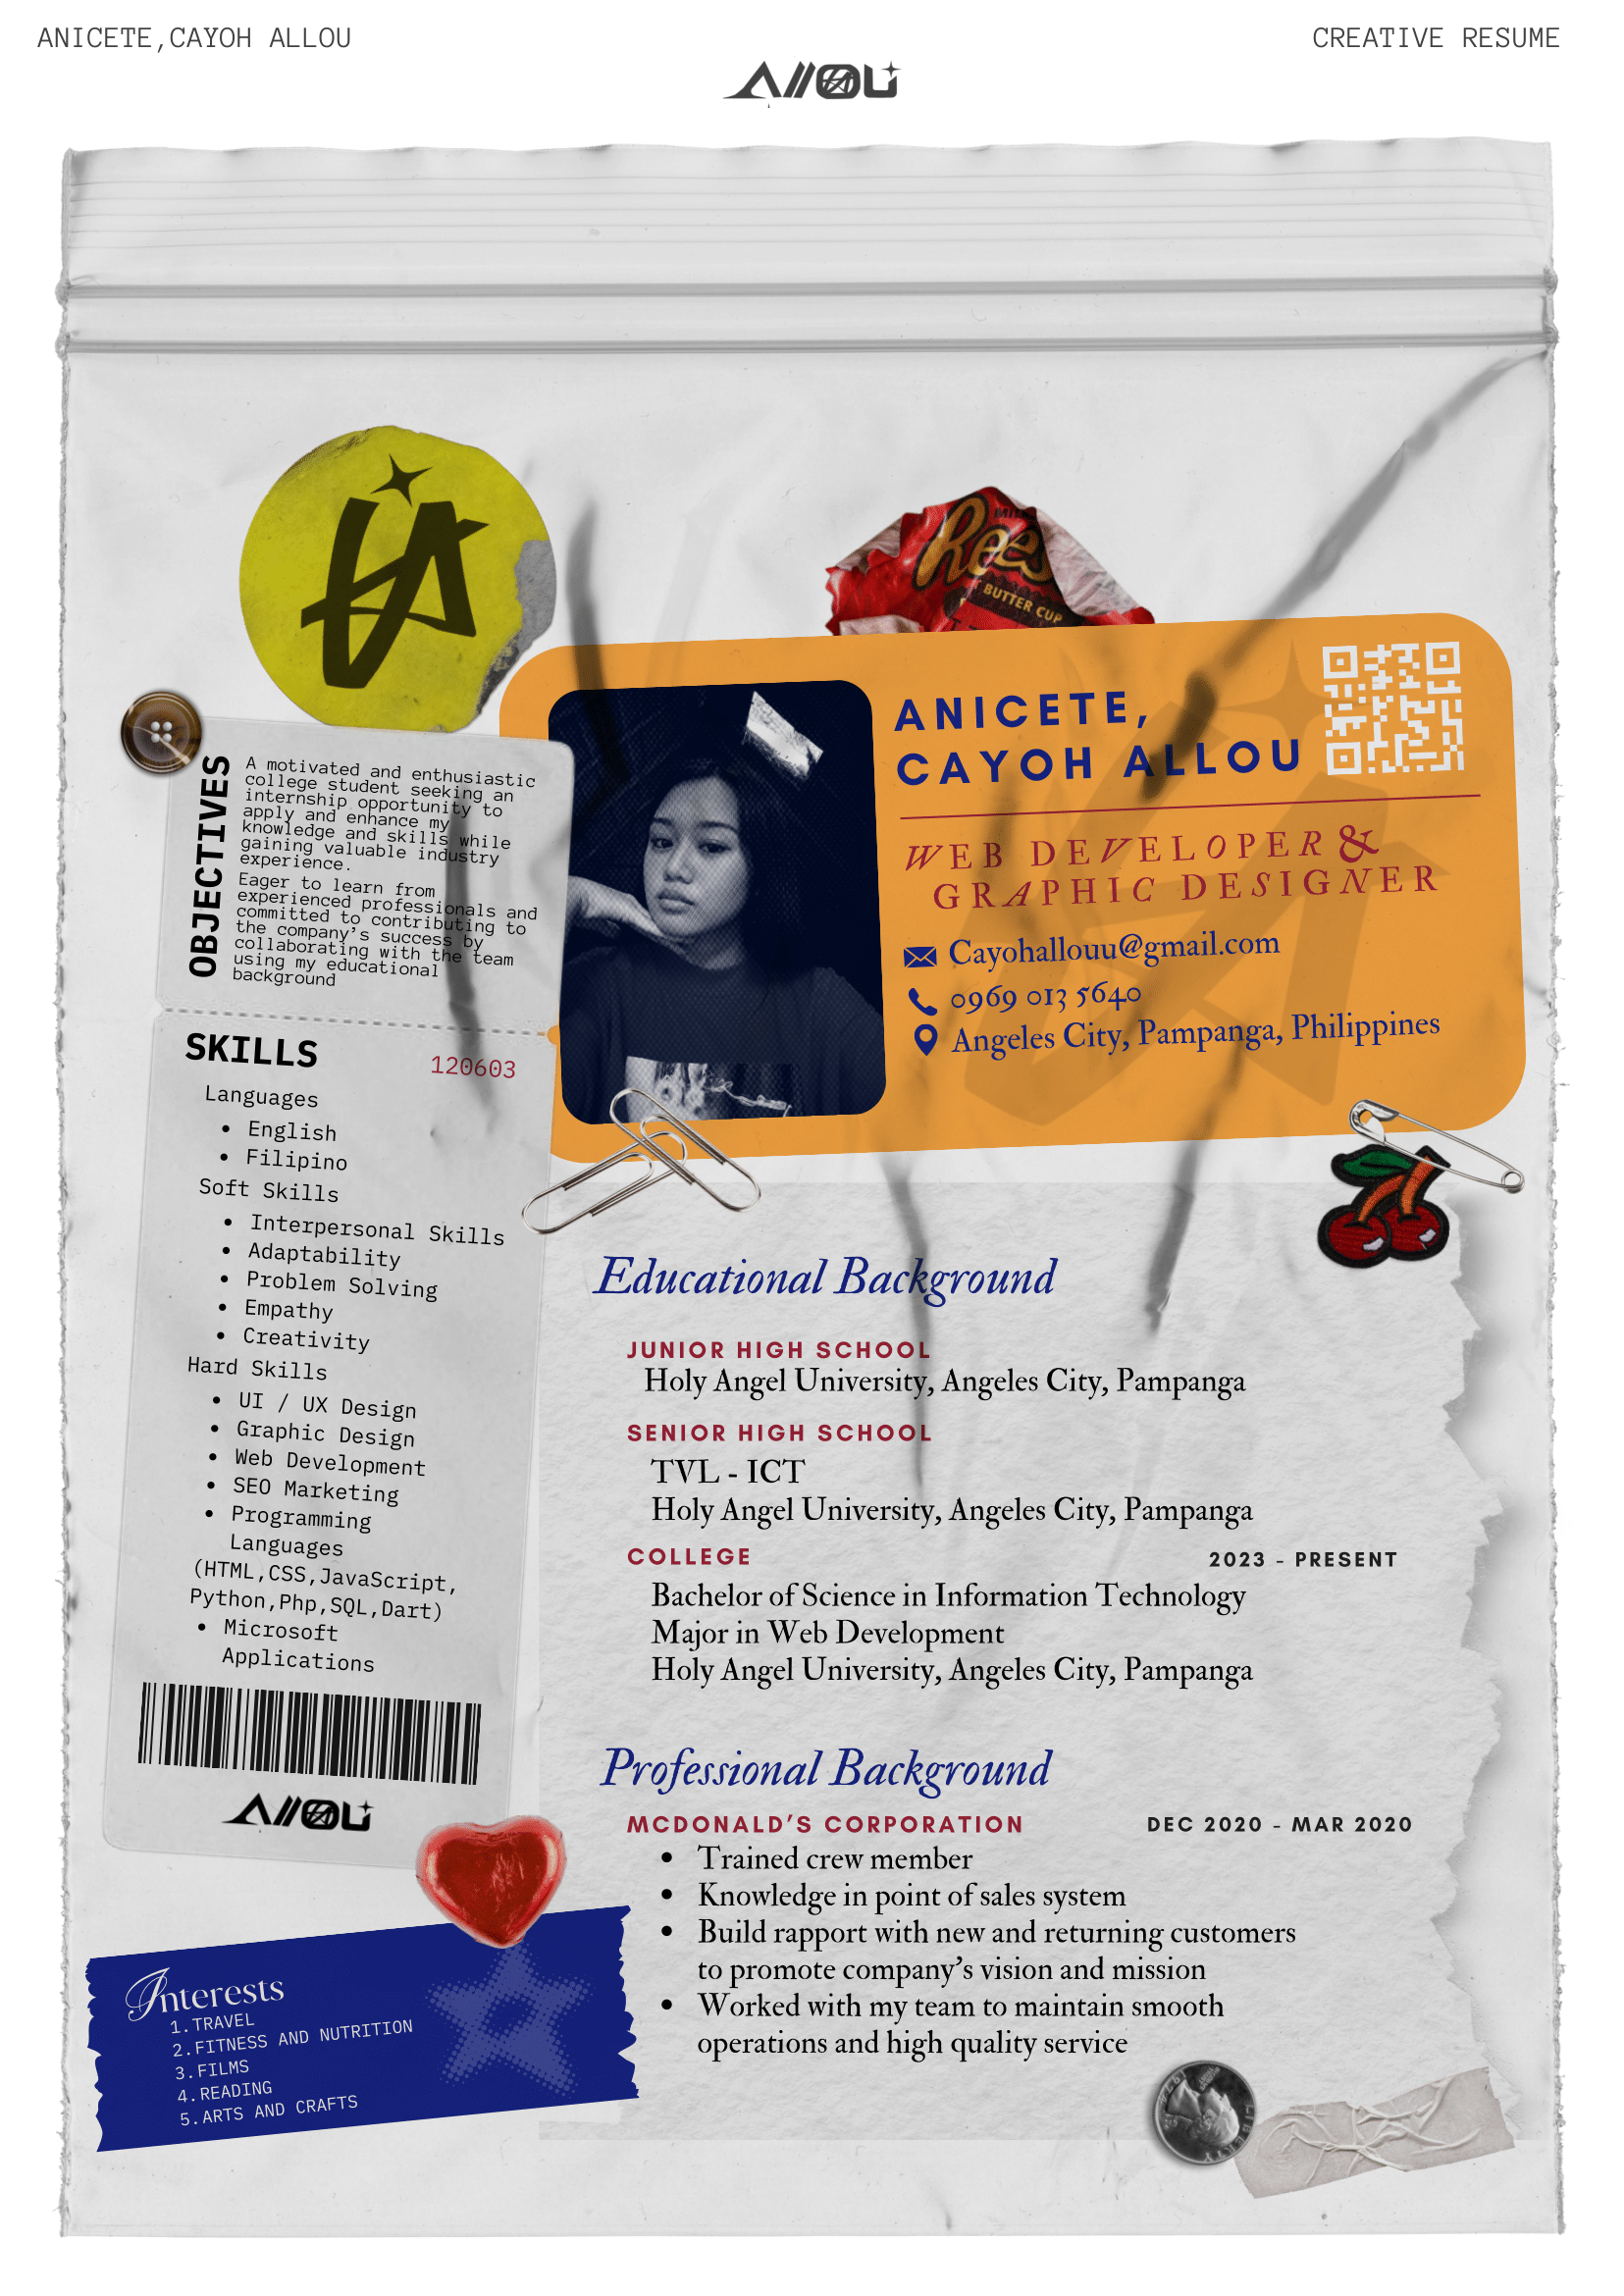 ANICETE,CAYOH ALLOU
CREATIVE RESUME
AllOU
Reese
BUTTER CUP
ANICETE,
CAYOH ALLOU
WEB DEVELOPER &
GRAPHIC DESIGNER
Cayohallouu@gmail.com
0969 013 5640
Angeles City, Pampanga, Philippines
OBJECTIVES
A motivated and enthusiastic
college student seeking an
internship opportunity to
apply and enhance my
knowledge and skills while
gaining valuable industry
experience.
Eager to learn from
experienced professionals and
committed to contributing to
the company's success by
collaborating with the team
using my educational
background
SKILLS
120603
Languages
• English
• Filipino
Soft Skills
• Interpersonal Skills
• Adaptability
• Problem Solving
• Empathy
• Creativity
Hard Skills
• UI / UX Design
• Graphic Design
• Web Development
• SEO Marketing
• Programming
Languages
(HTML,CSS,JavaScript,
Python,Php,SQL,Dart)
• Microsoft
Applications
AllOU
Interests
1.TRAVEL
2.FITNESS AND NUTRITION
3.FILMS
4.READING
5.ARTS AND CRAFTS
Educational Background
JUNIOR HIGH SCHOOL
Holy Angel University, Angeles City, Pampanga
SENIOR HIGH SCHOOL
TVL - ICT
Holy Angel University, Angeles City, Pampanga
COLLEGE
2023 - PRESENT
Bachelor of Science in Information Technology
Major in Web Development
Holy Angel University, Angeles City, Pampanga
Professional Background
MCDONALD'S CORPORATION
DEC 2020 - MAR 2020
• Trained crew member
• Knowledge in point of sales system
• Build rapport with new and returning customers
to promote company's vision and mission
• Worked with my team to maintain smooth
operations and high quality service
LIBERTY